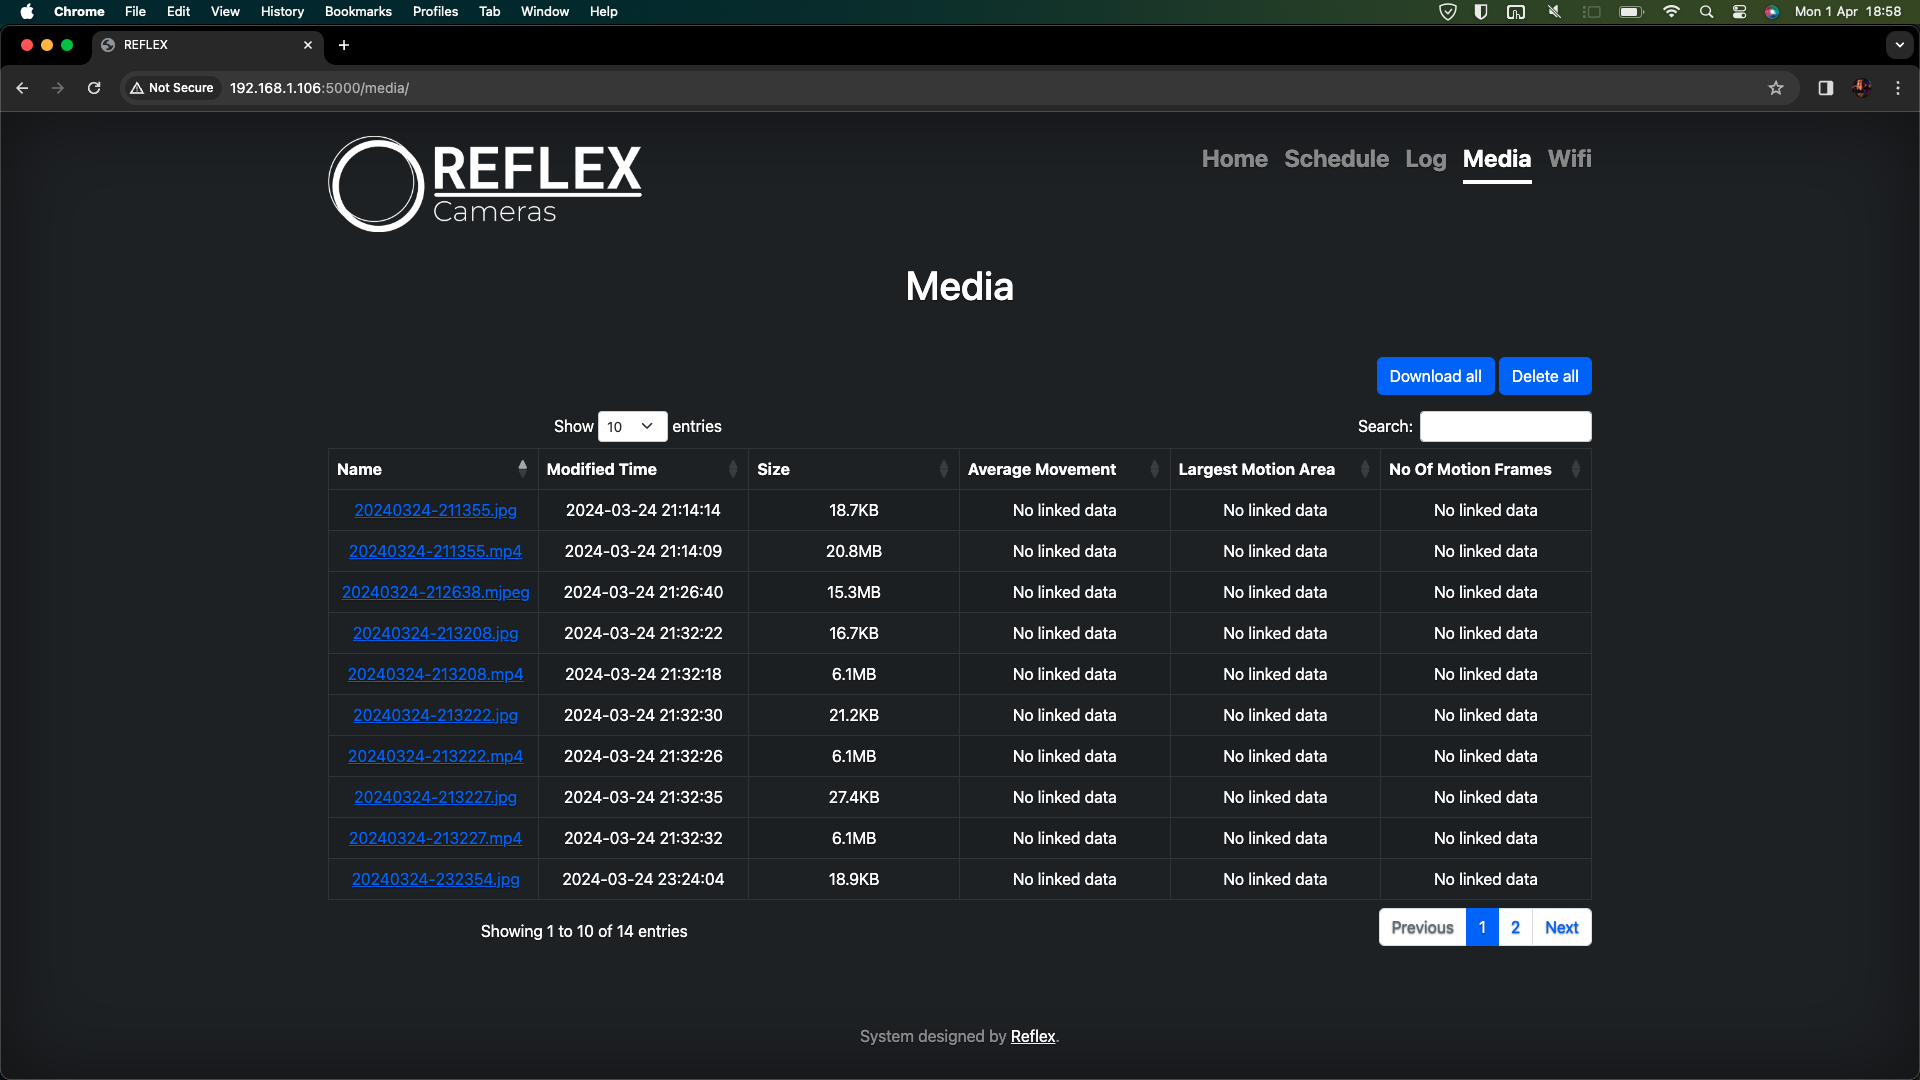 Chrome File Edit View History Bookmarks Profiles Tab Window Help Mon 1 Apr 18:58
REFLEX
Not Secure 192.168.1.106:5000/media/
REFLEX
Cameras
Home Schedule Log Media Wifi
Media
Download all Delete all
Show 10 entries Search:
Name Modified Time Size Average Movement Largest Motion Area No Of Motion Frames
20240324-211355.jpg 2024-03-24 21:14:14 18.7KB No linked data No linked data No linked data
20240324-211355.mp4 2024-03-24 21:14:09 20.8MB No linked data No linked data No linked data
20240324-212638.mjpeg 2024-03-24 21:26:40 15.3MB No linked data No linked data No linked data
20240324-213208.jpg 2024-03-24 21:32:22 16.7KB No linked data No linked data No linked data
20240324-213208.mp4 2024-03-24 21:32:18 6.1MB No linked data No linked data No linked data
20240324-213222.jpg 2024-03-24 21:32:30 21.2KB No linked data No linked data No linked data
20240324-213222.mp4 2024-03-24 21:32:26 6.1MB No linked data No linked data No linked data
20240324-213227.jpg 2024-03-24 21:32:35 27.4KB No linked data No linked data No linked data
20240324-213227.mp4 2024-03-24 21:32:32 6.1MB No linked data No linked data No linked data
20240324-232354.jpg 2024-03-24 23:24:04 18.9KB No linked data No linked data No linked data
Showing 1 to 10 of 14 entries Previous 1 2 Next
System designed by Reflex.